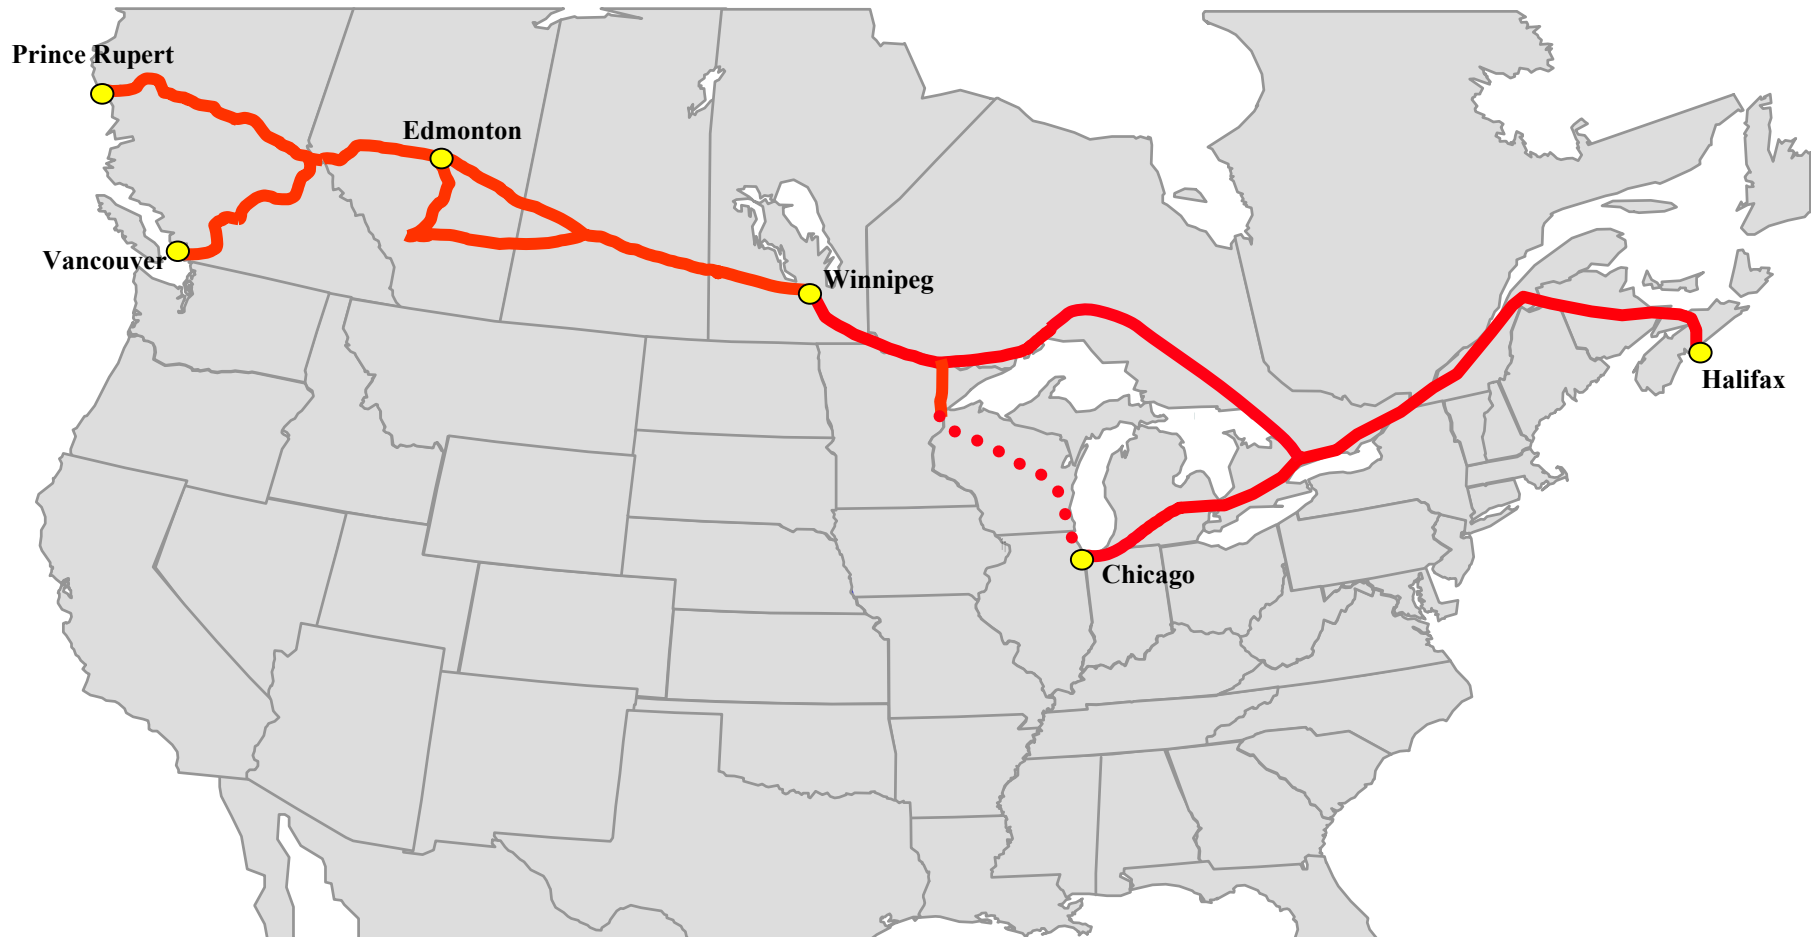 Prince Rupert
Edmonton
Vancouver
Winnipeg
Halifax
Chicago